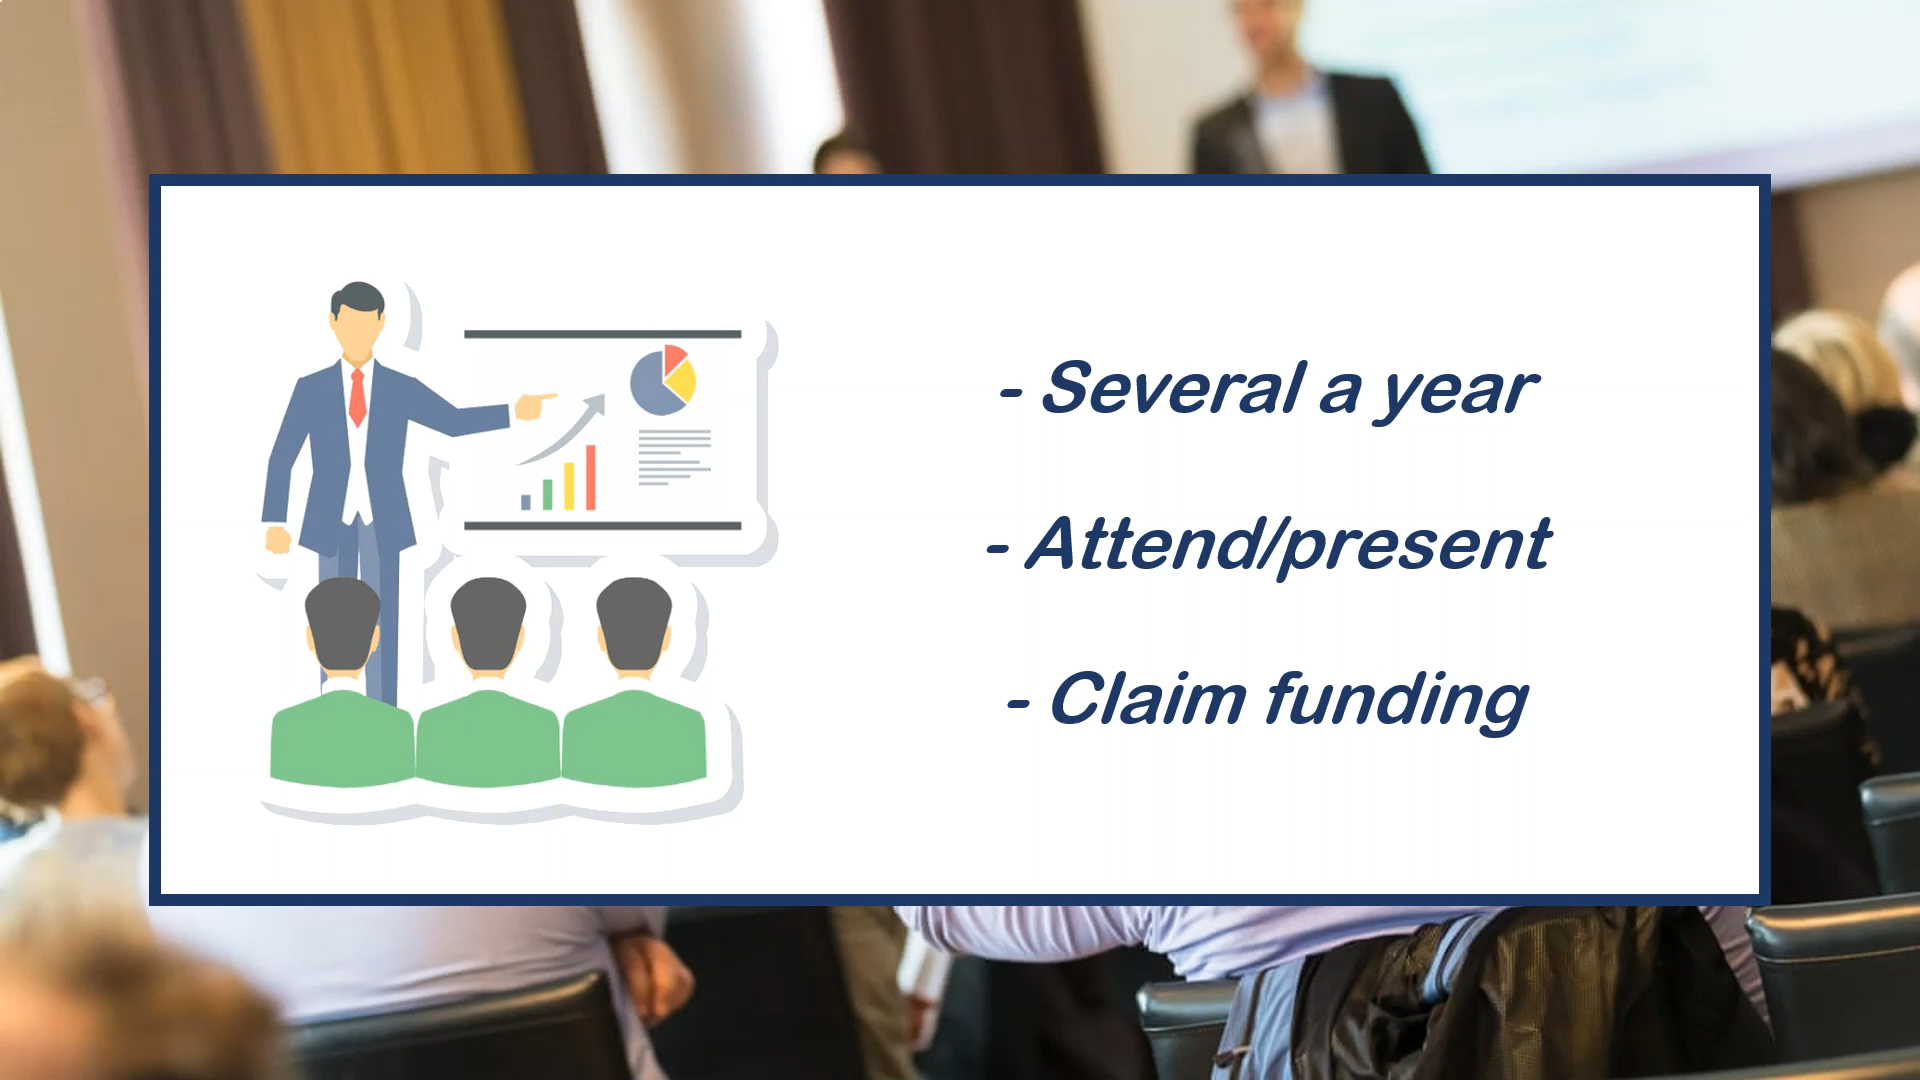 - Several a year
- Attend/present
- Claim funding